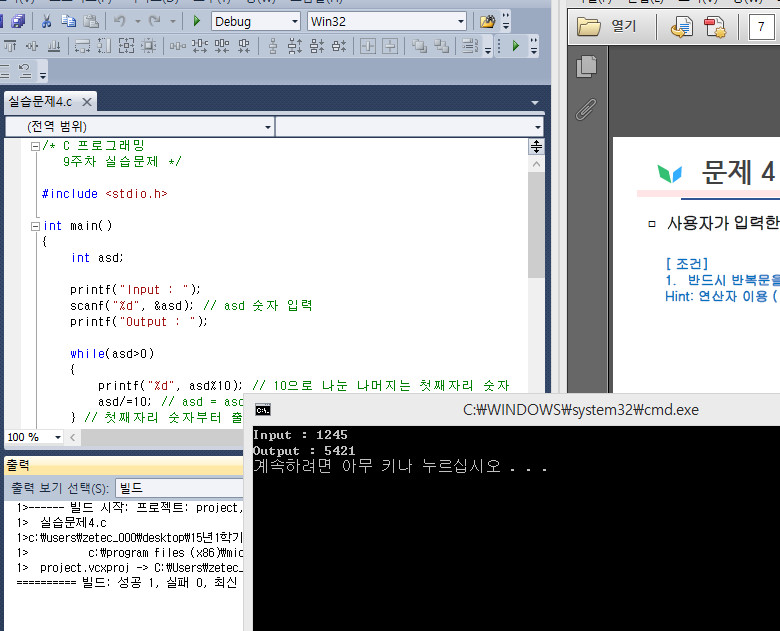 Debug
Win32
열기
7
실습문제4.c
(전역 범위)
/* C 프로그래밍
9주차 실습문제 */
#include <stdio.h>
int main()
{
int asd;
printf("Input : ");
scanf("%d", &asd); // asd 숫자 입력
printf("Output : ");
while(asd>0)
{
printf("%d", asd%10); // 10으로 나눈 나머지는 첫째자리 숫자
asd/=10; // asd = asd
} // 첫째자리 숫자부터 출
100 %
문제 4
사용자가 입력한
[ 조건]
1. 반드시 반복문을
Hint: 연산자 이용 (
C:₩WINDOWS₩system32₩cmd.exe
Input : 1245
Output : 5421
계속하려면 아무 키나 누르십시오 . . .
출력
출력 보기 선택(S): 빌드
1>------ 빌드 시작: 프로젝트: project,
1> 실습문제4.c
1>c:₩users₩zetec_000₩desktop₩15년1학기
1> c:₩program files (x86)₩mic
1> project.vcxproj -> C:₩Users₩zetec_
========== 빌드: 성공 1, 실패 0, 최신